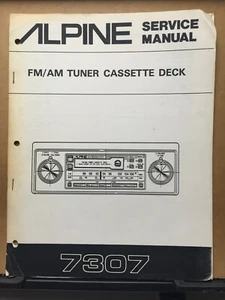 ALPINE SERVICE MANUAL
FM/AM TUNER CASSETTE DECK
7307